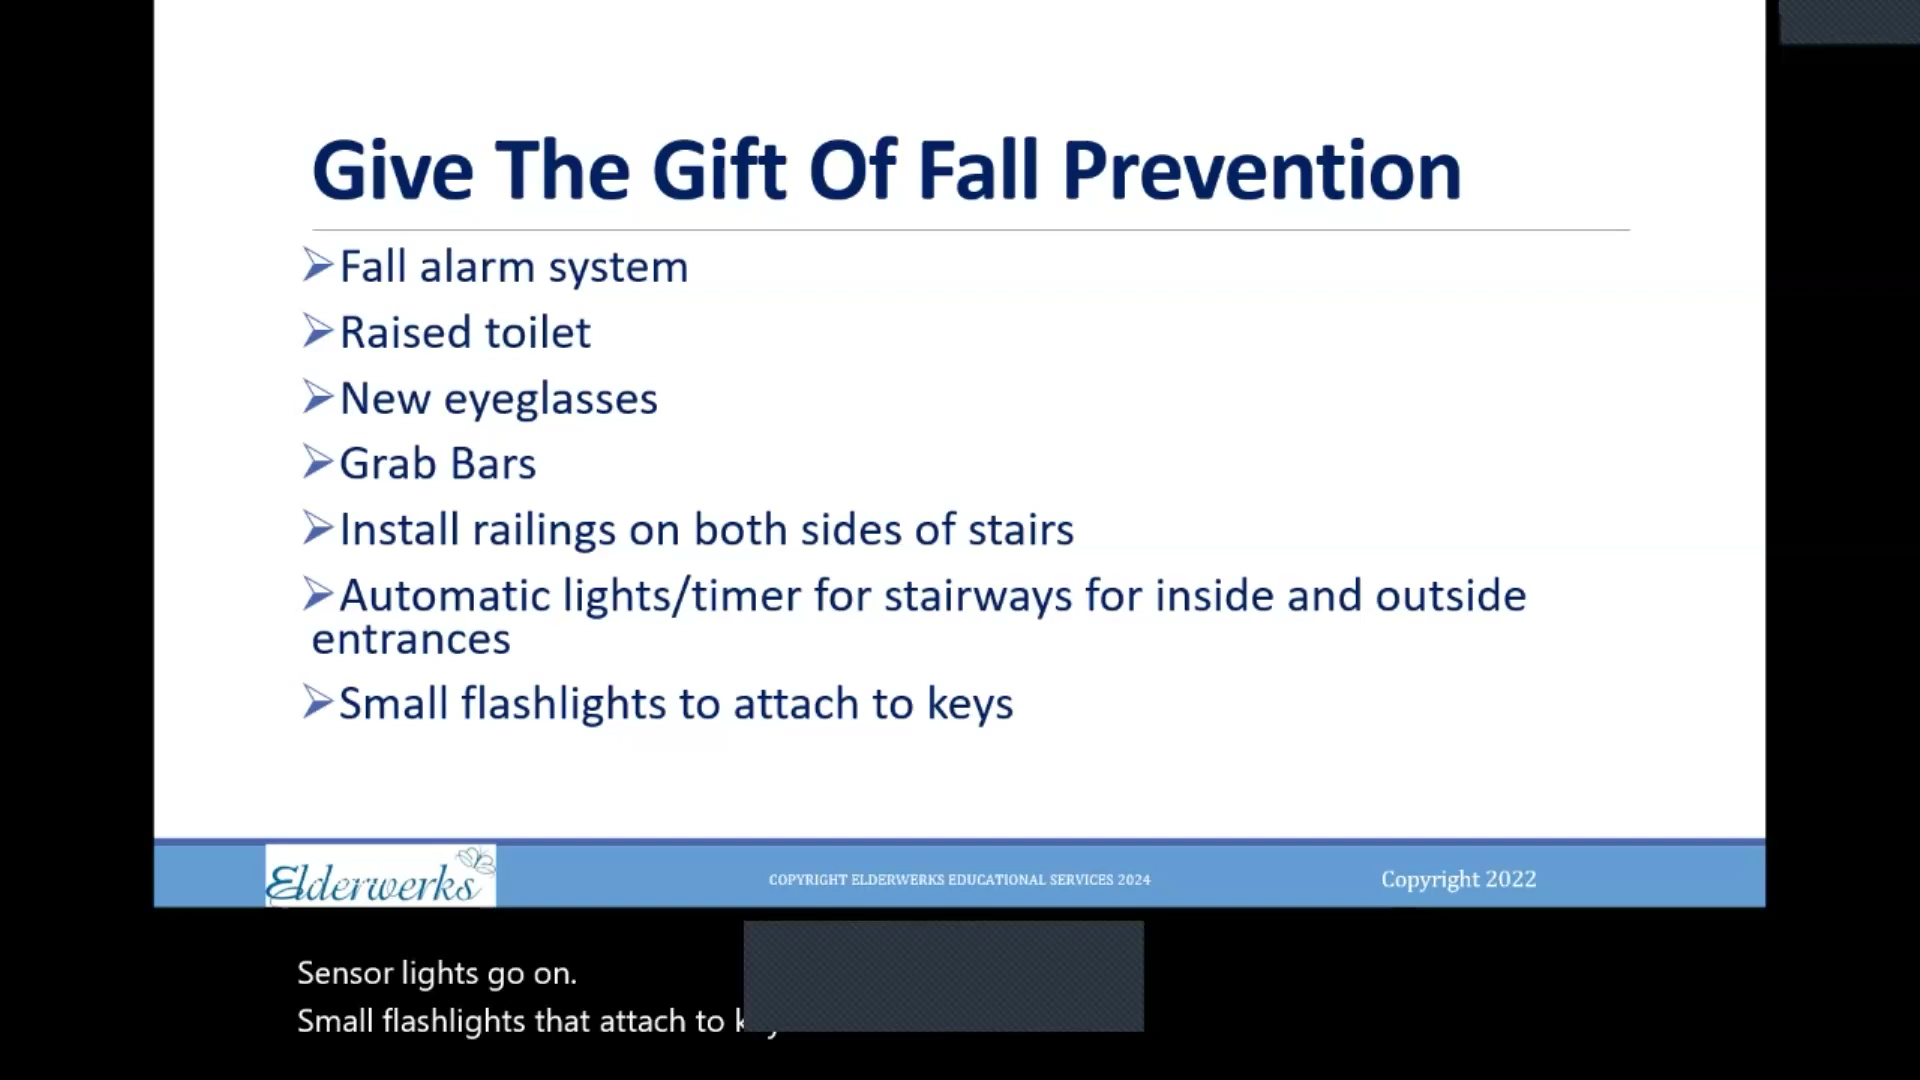 Give The Gift Of Fall Prevention
➢Fall alarm system
➢Raised toilet
➢New eyeglasses
➢Grab Bars
➢Install railings on both sides of stairs
➢Automatic lights/timer for stairways for inside and outside
entrances
➢Small flashlights to attach to keys
Elderwerks
COPYRIGHT ELDERWERKS EDUCATIONAL SERVICES 2024
Copyright 2022
Sensor lights go on.
Small flashlights that attach to